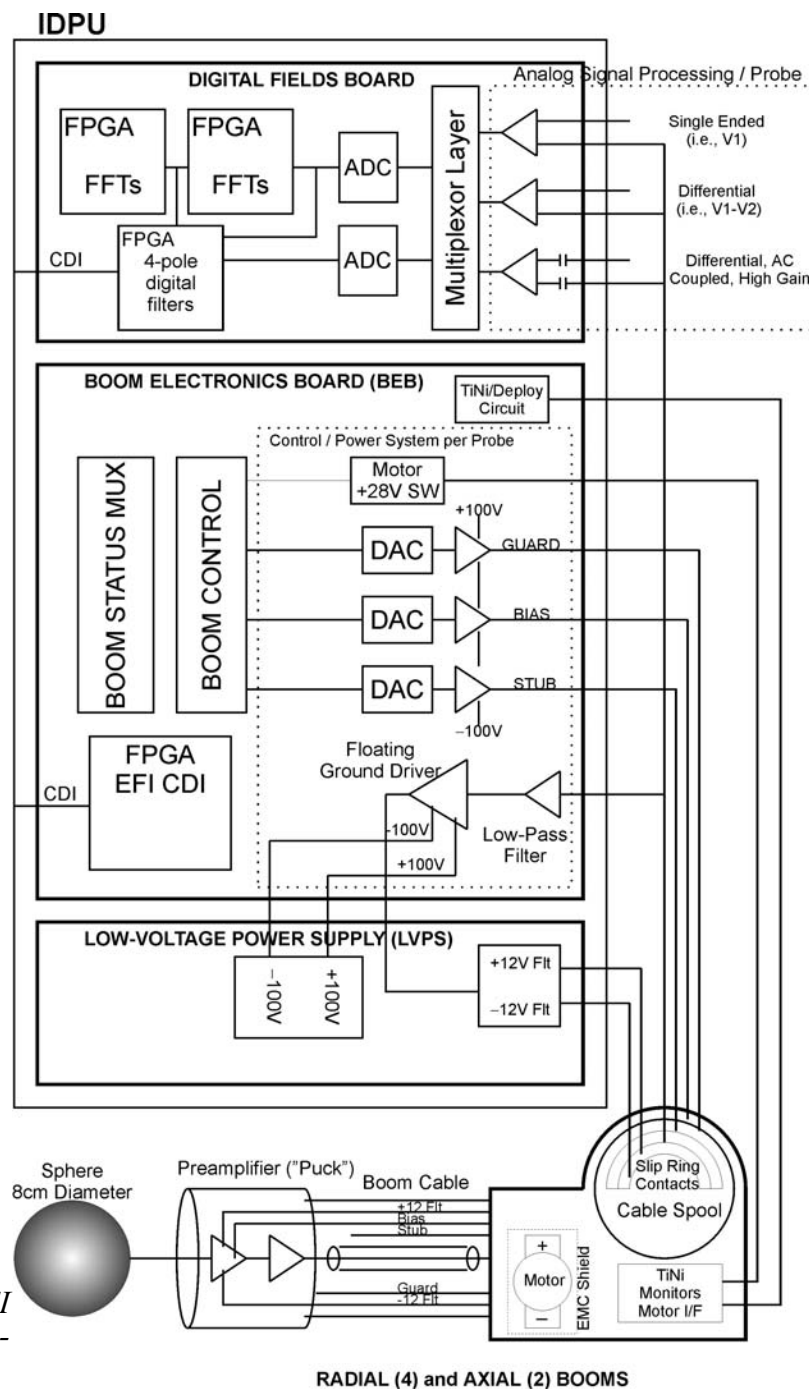 IDPU
DIGITAL FIELDS BOARD
Analog Signal Processing / Probe
FPGA
FFTs
FPGA
FFTs
ADC
Multiplexor Layer
Single Ended
(i.e., V1)
Differential
(i.e., V1-V2)
CDI
FPGA
4-pole
digital
filters
ADC
Differential, AC
Coupled, High Gain
BOOM ELECTRONICS BOARD (BEB)
TiNi/Deploy
Circuit
Control / Power System per Probe
BOOM STATUS MUX
BOOM CONTROL
Motor
+28V SW
+100V
DAC
GUARD
DAC
BIAS
DAC
STUB
−100V
FPGA
EFI CDI
CDI
Floating
Ground Driver
-100V
+100V
Low-Pass
Filter
LOW-VOLTAGE POWER SUPPLY (LVPS)
−100V
+100V
+12V Flt
−12V Flt
Sphere
8cm Diameter
Preamplifier ("Puck")
Boom Cable
+12 Flt
Bias
Stub
Guard
-12 Flt
Slip Ring
Contacts
Cable Spool
+
Motor
−
EMC Shield
TiNi
Monitors
Motor I/F
I
-
RADIAL (4) and AXIAL (2) BOOMS